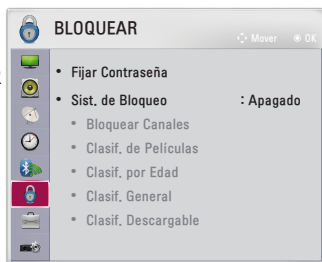 BLOQUEAR
Mover OK
• Fijar Contraseña
• Sist. de Bloqueo : Apagado
• Bloquear Canales
• Clasif. de Películas
• Clasif. por Edad
• Clasif. General
• Clasif. Descargable